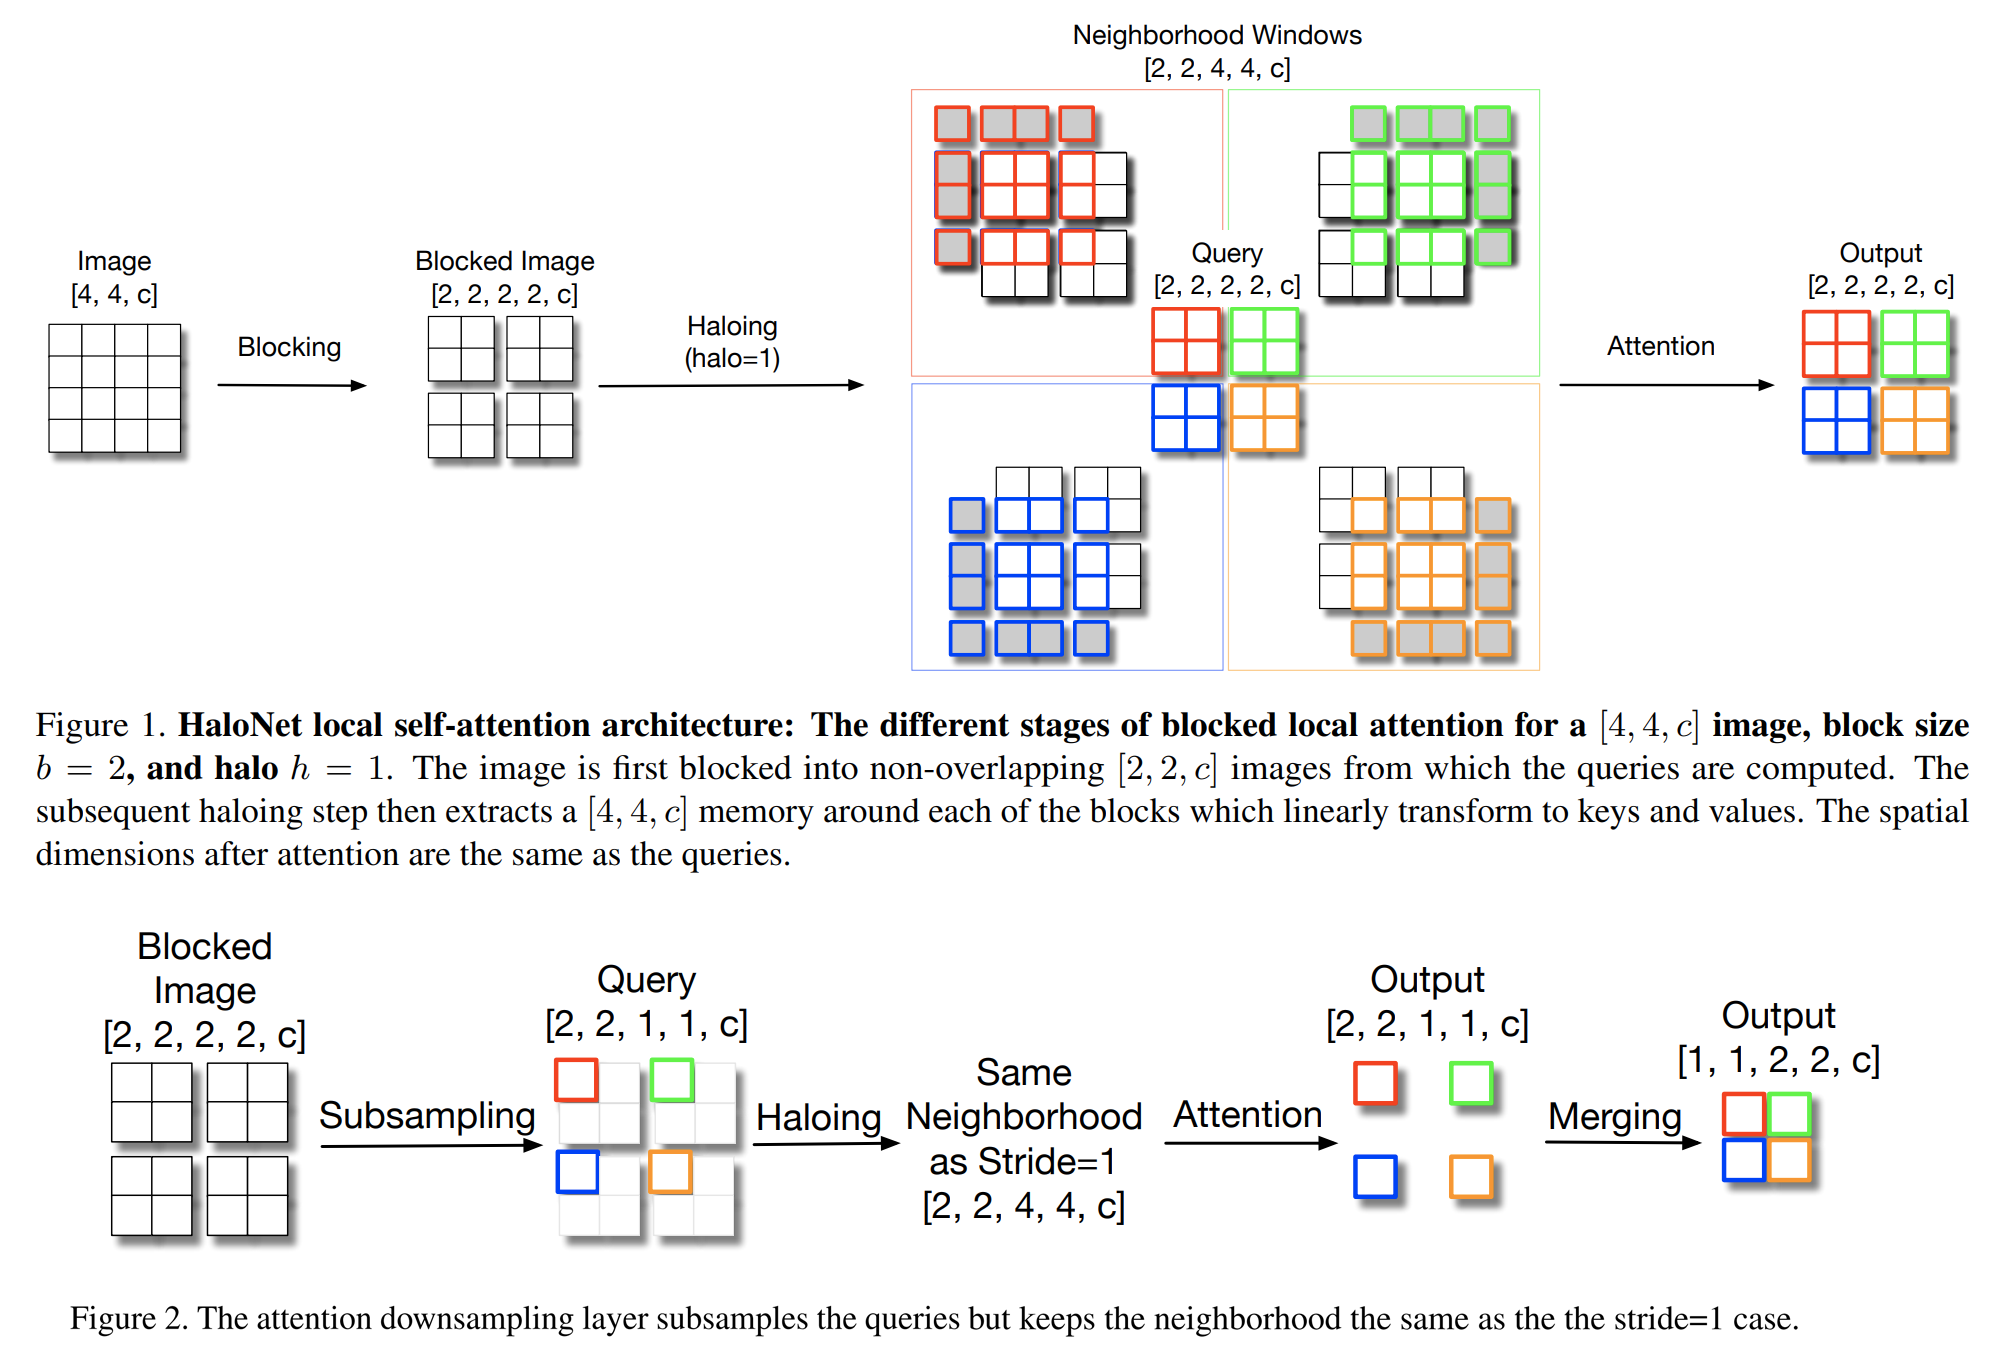 Neighborhood Windows
[2, 2, 4, 4, c]
Image
[4, 4, c]
Blocking
Blocked Image
[2, 2, 2, 2, c]
Haloing
(halo=1)
Query
[2, 2, 2, 2, c]
Attention
Output
[2, 2, 2, 2, c]
Figure 1. HaloNet local self-attention architecture: The different stages of blocked local attention for a [4, 4, c] image, block size
b = 2, and halo h = 1. The image is first blocked into non-overlapping [2, 2, c] images from which the queries are computed. The
subsequent haloing step then extracts a [4, 4, c] memory around each of the blocks which linearly transform to keys and values. The spatial
dimensions after attention are the same as the queries.
Blocked
Image
[2, 2, 2, 2, c]
Subsampling
Query
[2, 2, 1, 1, c]
Haloing
Same
Neighborhood
as Stride=1
[2, 2, 4, 4, c]
Attention
Output
[2, 2, 1, 1, c]
Merging
Output
[1, 1, 2, 2, c]
Figure 2. The attention downsampling layer subsamples the queries but keeps the neighborhood the same as the the stride=1 case.